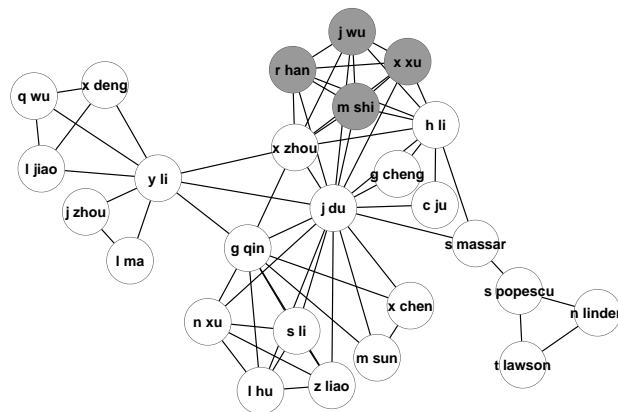 j wu
r han
x xu
x deng
q wu
m shi
h li
x zhou
l jiao
g cheng
y li
j zhou
c ju
j du
g qin
s massar
l ma
s popescu
x chen
n linden
n xu
s li
m sun
t lawson
l hu
z liao